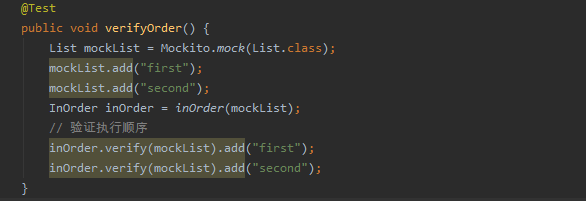 @Test
public void verifyOrder() {
List mockList = Mockito.mock(List.class);
mockList.add("first");
mockList.add("second");
InOrder inOrder = inOrder(mockList);
// 验证执行顺序
inOrder.verify(mockList).add("first");
inOrder.verify(mockList).add("second");
}